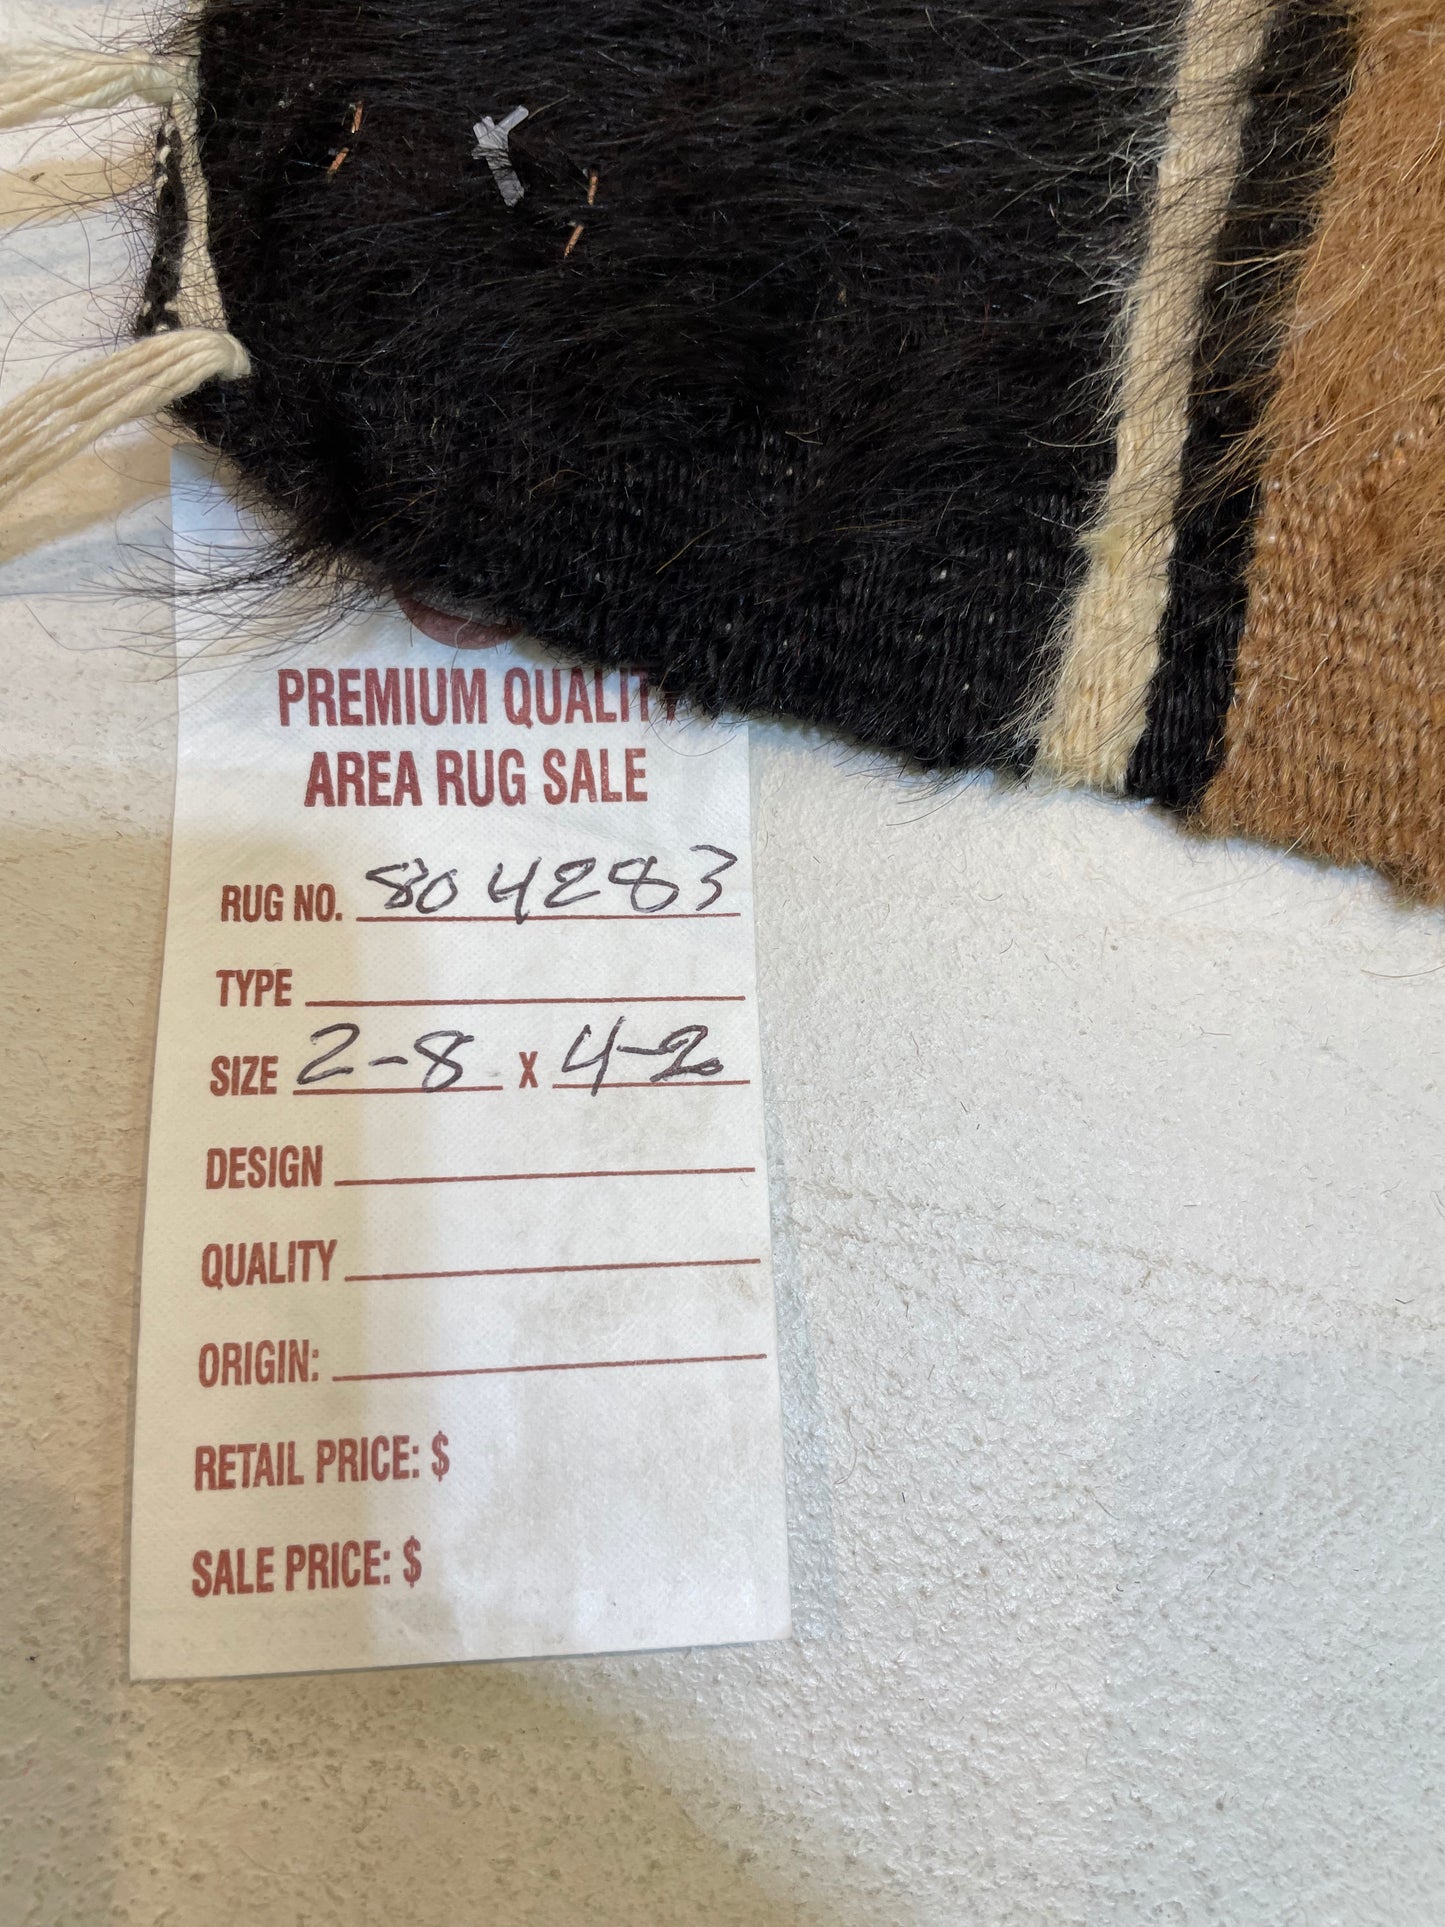 PREMIUM QUALITY
AREA RUG SALE
RUG NO. 804283
TYPE
SIZE 2-8 X 4-2
DESIGN
QUALITY
ORIGIN:
RETAIL PRICE: $
SALE PRICE: $